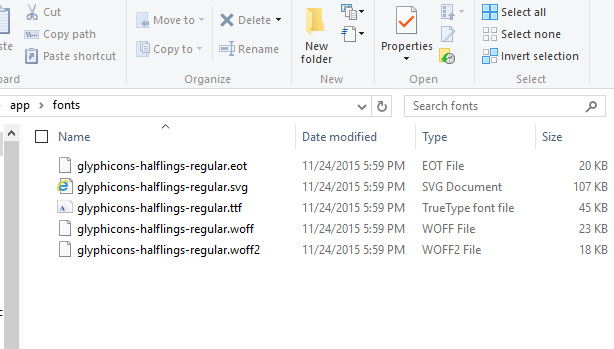 Cut
Copy path
Paste shortcut
Move to
Copy to
Delete
Rename
New folder
Properties
Select all
Select none
Invert selection
Organize
New
Open
Select
app > fonts
Search fonts
Name Date modified Type Size
glyphicons-halflings-regular.eot 11/24/2015 5:59 PM EOT File 20 KB
glyphicons-halflings-regular.svg 11/24/2015 5:59 PM SVG Document 107 KB
glyphicons-halflings-regular.ttf 11/24/2015 5:59 PM TrueType font file 45 KB
glyphicons-halflings-regular.woff 11/24/2015 5:59 PM WOFF File 23 KB
glyphicons-halflings-regular.woff2 11/24/2015 5:59 PM WOFF2 File 18 KB